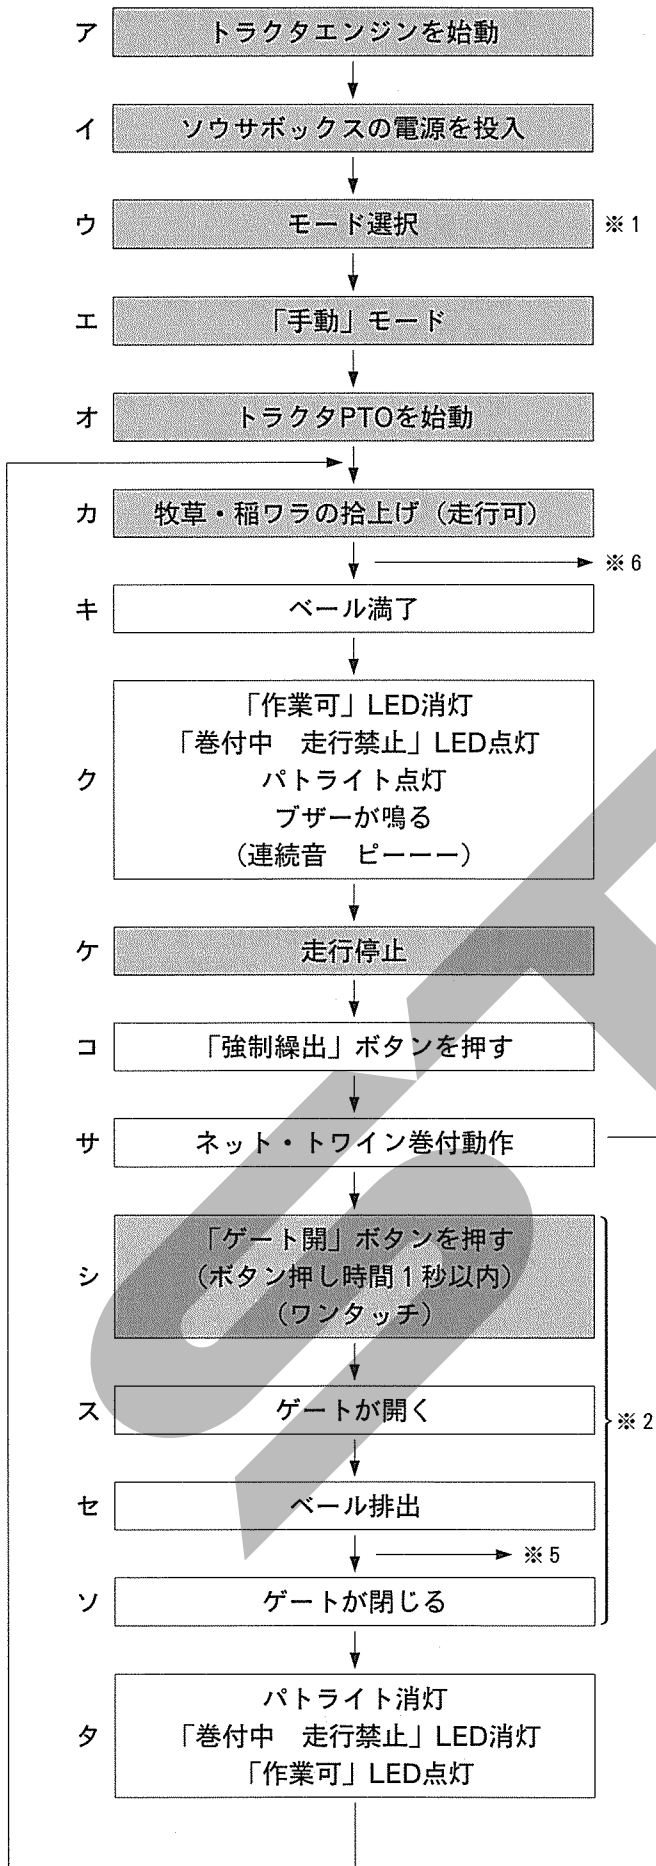 ア トラクタエンジンを始動
イ ソウサボックスの電源を投入
ウ モード選択 ※1
エ 「手動」モード
オ トラクタPTOを始動
カ 牧草・稲ワラの拾上げ（走行可）
※6
キ ベール満了
「作業可」LED消灯
「巻付中　走行禁止」LED点灯
ク パトライト点灯
ブザーが鳴る
（連続音　ピーーー）
ケ 走行停止
コ 「強制繰出」ボタンを押す
サ ネット・トワイン巻付動作
「ゲート開」ボタンを押す
シ （ボタン押し時間1秒以内）
（ワンタッチ）
ス ゲートが開く ※2
セ ベール排出
※5
ソ ゲートが閉じる
パトライト消灯
タ 「巻付中　走行禁止」LED消灯
「作業可」LED点灯